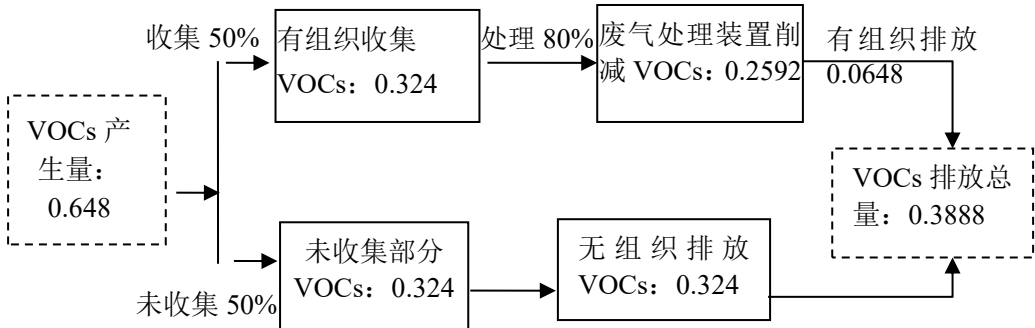 收集 50%
有组织收集
VOCs：0.324
处理 80%
废气处理装置削
减 VOCs：0.2592
有组织排放
0.0648
VOCs 产
生量：
0.648
VOCs 排放总
量：0.3888
未收集 50%
未收集部分
VOCs：0.324
无组织排放
VOCs：0.324